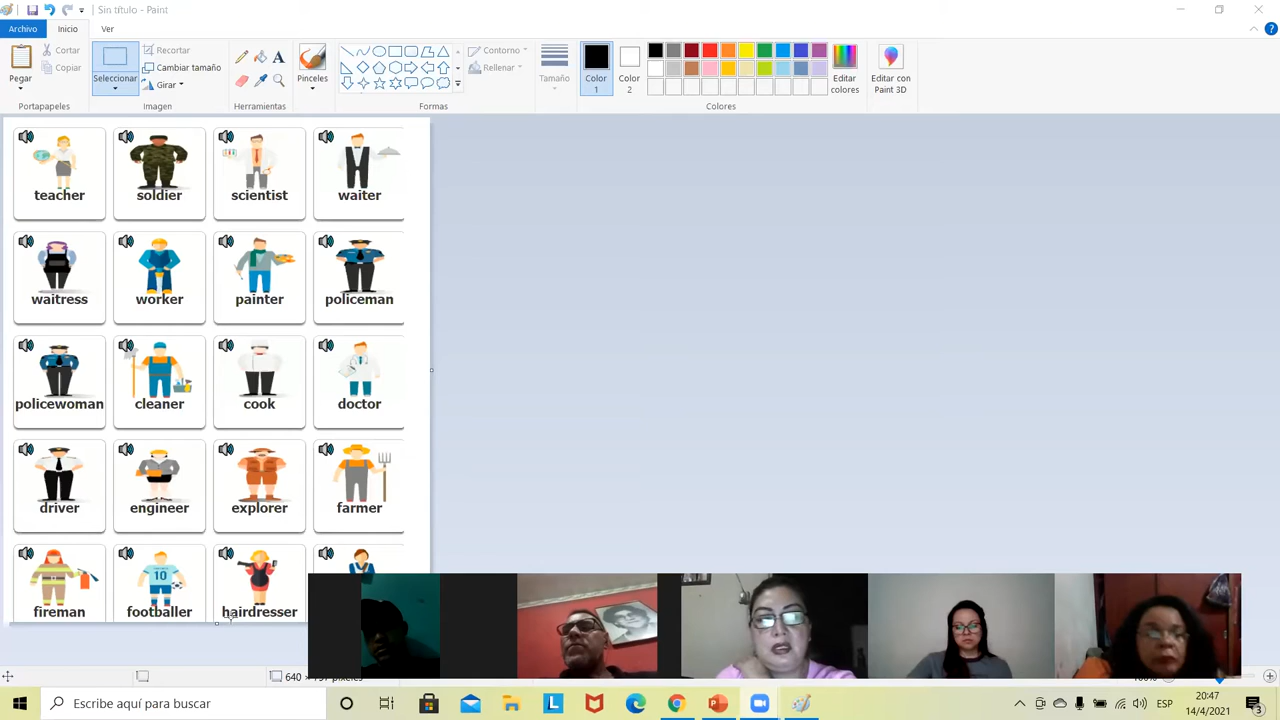 Sin título - Paint
Archivo
Inicio
Ver
Pegar
Cortar
Copiar
Portapapeles
Seleccionar
Recortar
Cambiar tamaño
Girar
Imagen
A
Herramientas
Pinceles
Contorno
Rellenar
Formas
Tamaño
Color
1
Color
2
Editar
colores
Colores
Editar con
Paint 3D
teacher
soldier
scientist
waiter
waitress
worker
painter
policeman
policewoman
cleaner
cook
doctor
driver
engineer
explorer
farmer
fireman
10
footballer
hairdresser
Escribe aquí para buscar
ESP
20:47
14/4/2021
3